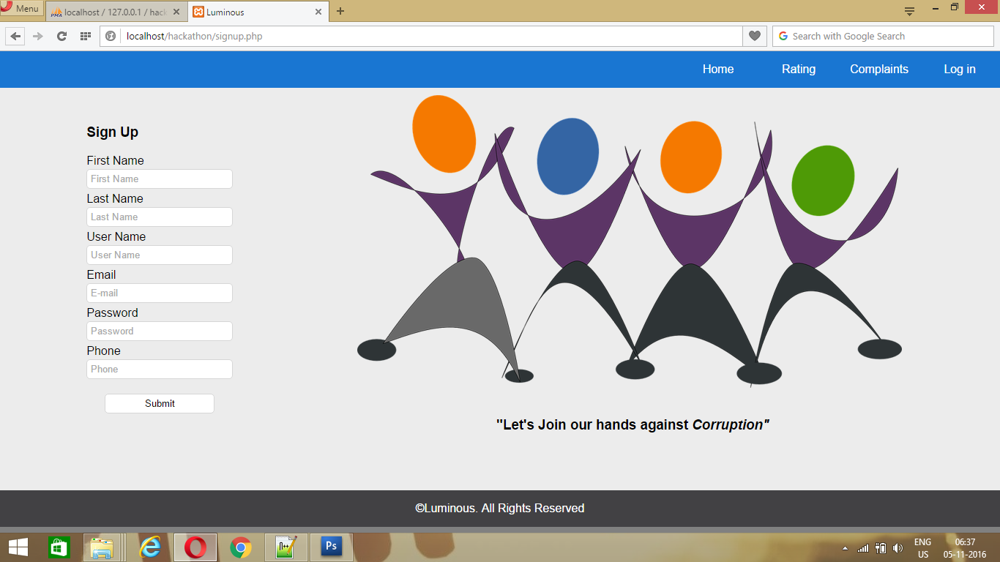 Menu
localhost / 127.0.0.1 / hack
Luminous
localhost/hackathon/signup.php
Search with Google Search
Home Rating Complaints Log in
Sign Up
First Name
First Name
Last Name
Last Name
User Name
User Name
Email
E-mail
Password
Password
Phone
Phone
Submit
"Let's Join our hands against Corruption"
©Luminous. All Rights Reserved
ENG 06:37
US 05-11-2016